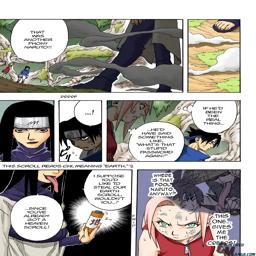 THAT
WAS
ANOTHER
PHONY
NARUTO!
POOOF
IF HE'D
BEEN
THE
REAL
THING...
...HE'D
HAVE SAID
SOMETHING
LIKE,
"WHAT'S
THAT
STUPID
PASSWORD
AGAIN?"
...!
THIS SCROLL READS CHI, MEANING "EARTH."
I SUPPOSE
YOU'D
LIKE TO
STEAL OUR
EARTH
SCROLL,
WOULDN'T
YOU...
...SINCE
YOU'VE
ALREADY
GOT A
HEAVEN
SCROLL!
WHERE
IS THAT
FOOL
NARUTO,
ANYWAY?
THIS
ONE
GIVES
ME THE